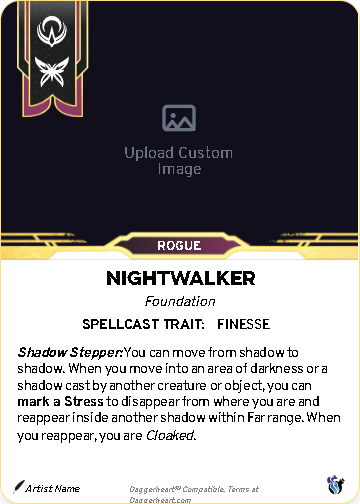 Upload Custom
Image
ROGUE
NIGHTWALKER
Foundation
SPELLCAST TRAIT: FINESSE
Shadow Stepper:You can move from shadow to
shadow. When you move into an area of darkness or a
shadow cast by another creature or object, you can
mark a Stress to disappear from where you are and
reappear inside another shadow within Far range. When
you reappear, you are Cloaked.
Artist Name
Daggerheart™ Compatible. Terms at
Daggerheart.com